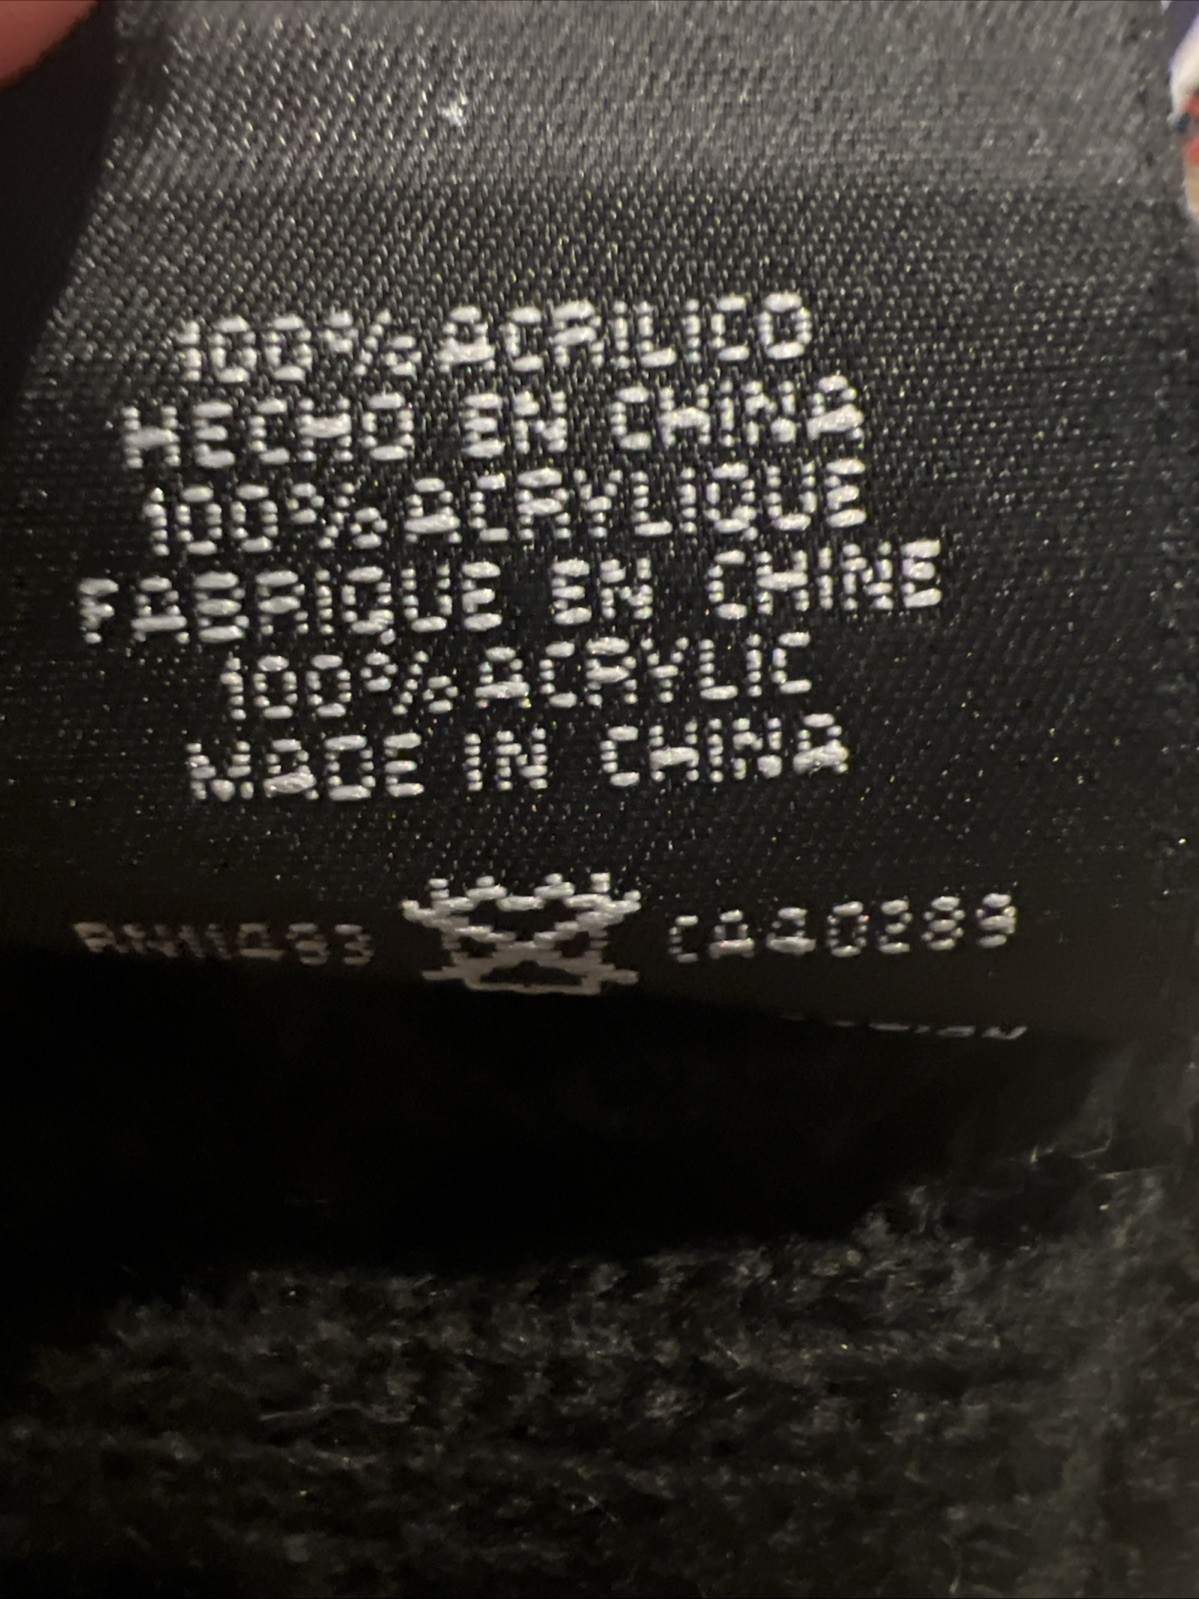 100% ACRILICO
HECHO EN CHINA
100% ACRYLIQUE
FABRIQUE EN CHINE
100% ACRYLIC
MADE IN CHINA
CA40289